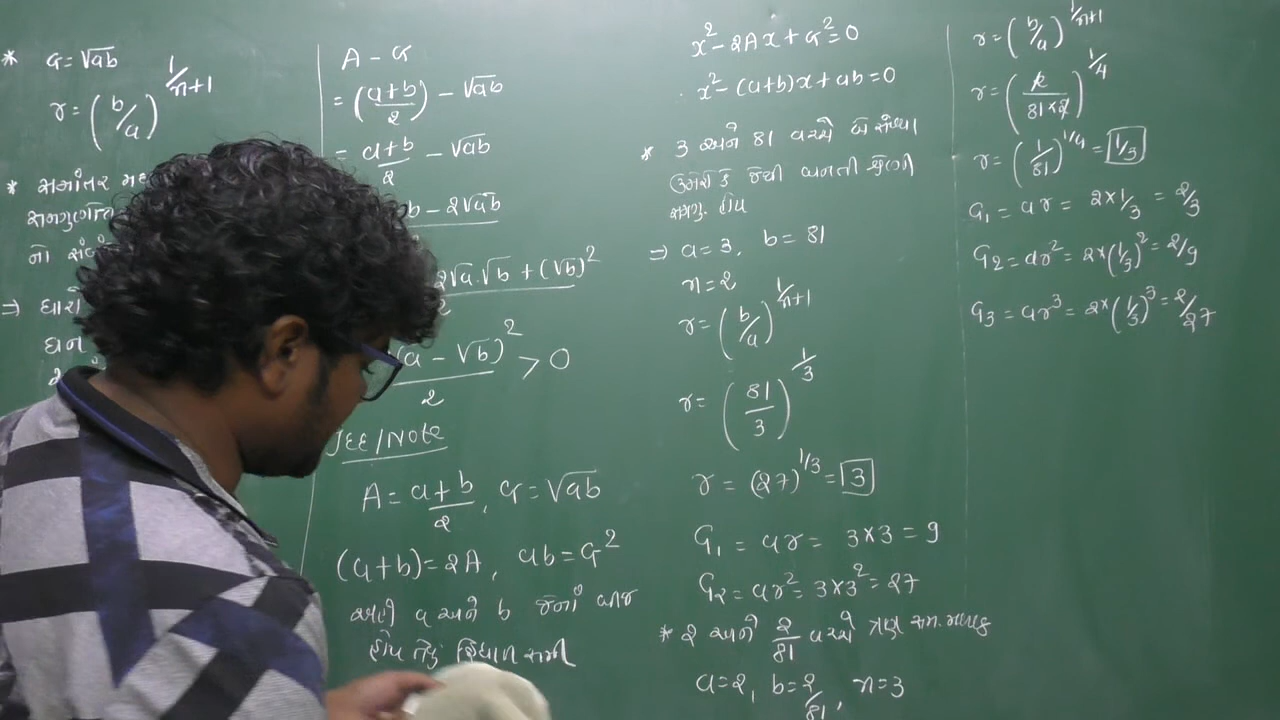 * G = √ab
r = (b/a)^1/n+1
* સમાંતર
સમગુણોત્તર
નો
⇒ ધારો
ધન
A - G
= (a+b/2) - √ab
= a+b/2 - √ab
b - 2√ab
2√a.√b + (√b)²
(a - √b)²/2 > 0
JEE/NOTE
A = a+b/2, G = √ab
(a+b) = 2A, ab = G²
અહીં a અને b જેનાં બીજ
હોય તેવું દ્વિઘાત સમી
x² - 2Ax + G² = 0
x² - (a+b)x + ab = 0
* 3 અને 81 વચ્ચે બે સંખ્યા
ઉમેરો કે જેથી બનતી શ્રેણી
સમગુ. હોય
⇒ a = 3, b = 81
n = 2
r = (b/a)^1/n+1
r = (81/3)^1/3
r = (27)^1/3 = 3
G₁ = ar = 3×3 = 9
G₂ = ar² = 3×3² = 27
* 2 અને 2/81 વચ્ચે ત્રણ સમ. મધ્યક
a=2, b=2/81, n=3
r = (b/a)^1/n+1
r = (2/81×2)^1/4
r = (1/81)^1/4 = 1/3
G₁ = ar = 2×1/3 = 2/3
G₂ = ar² = 2×(1/3)² = 2/9
G₃ = ar³ = 2×(1/3)³ = 2/27